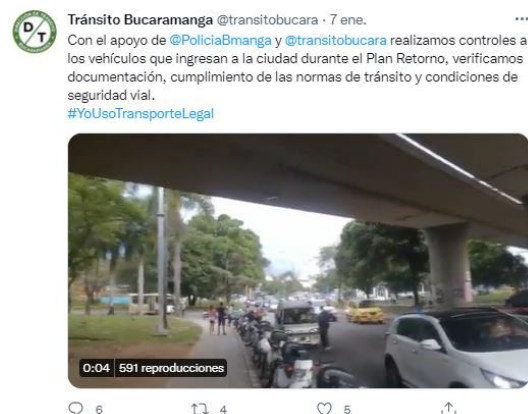 D
T
Tránsito Bucaramanga @transitobucara · 7 ene.
Con el apoyo de @PoliciaBmanga y @transitobucara realizamos controles a
los vehículos que ingresan a la ciudad durante el Plan Retorno, verificamos
documentación, cumplimiento de las normas de tránsito y condiciones de
seguridad vial.
#YoUsoTransporteLegal
0:04 591 reproducciones
6 4 5